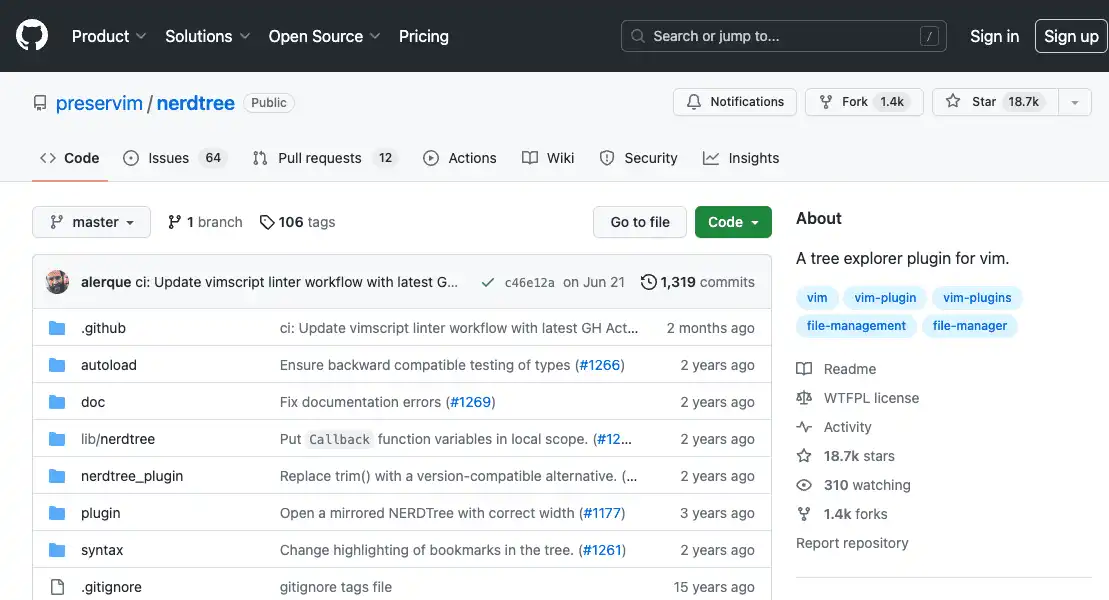 Product Solutions Open Source Pricing Search or jump to... / Sign in Sign up
preservim / nerdtree Public Notifications Fork 1.4k Star 18.7k
Code Issues 64 Pull requests 12 Actions Wiki Security Insights
master 1 branch 106 tags Go to file Code
alerque ci: Update vimscript linter workflow with latest G... c46e12a on Jun 21 1,319 commits
.github ci: Update vimscript linter workflow with latest GH Act... 2 months ago
autoload Ensure backward compatible testing of types (#1266) 2 years ago
doc Fix documentation errors (#1269) 2 years ago
lib/nerdtree Put Callback function variables in local scope. (#12... 2 years ago
nerdtree_plugin Replace trim() with a version-compatible alternative. (... 2 years ago
plugin Open a mirrored NERDTree with correct width (#1177) 3 years ago
syntax Change highlighting of bookmarks in the tree. (#1261) 2 years ago
.gitignore gitignore tags file 15 years ago
About
A tree explorer plugin for vim.
vim vim-plugin vim-plugins
file-management file-manager
Readme
WTFPL license
Activity
18.7k stars
310 watching
1.4k forks
Report repository